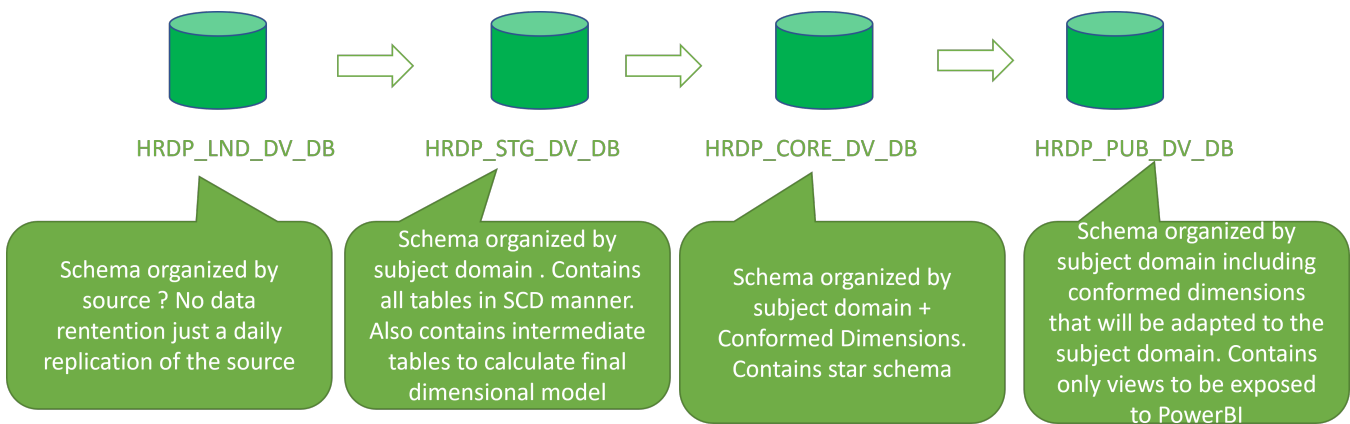 HRDP_LND_DV_DB
HRDP_STG_DV_DB
HRDP_CORE_DV_DB
HRDP_PUB_DV_DB
Schema organized by
source ? No data
rentention just a daily
replication of the source
Schema organized by
subject domain . Contains
all tables in SCD manner.
Also contains intermediate
tables to calculate final
dimensional model
Schema organized by
subject domain +
Conformed Dimensions.
Contains star schema
Schema organized by
subject domain including
conformed dimensions
that will be adapted to the
subject domain. Contains
only views to be exposed
to PowerBI